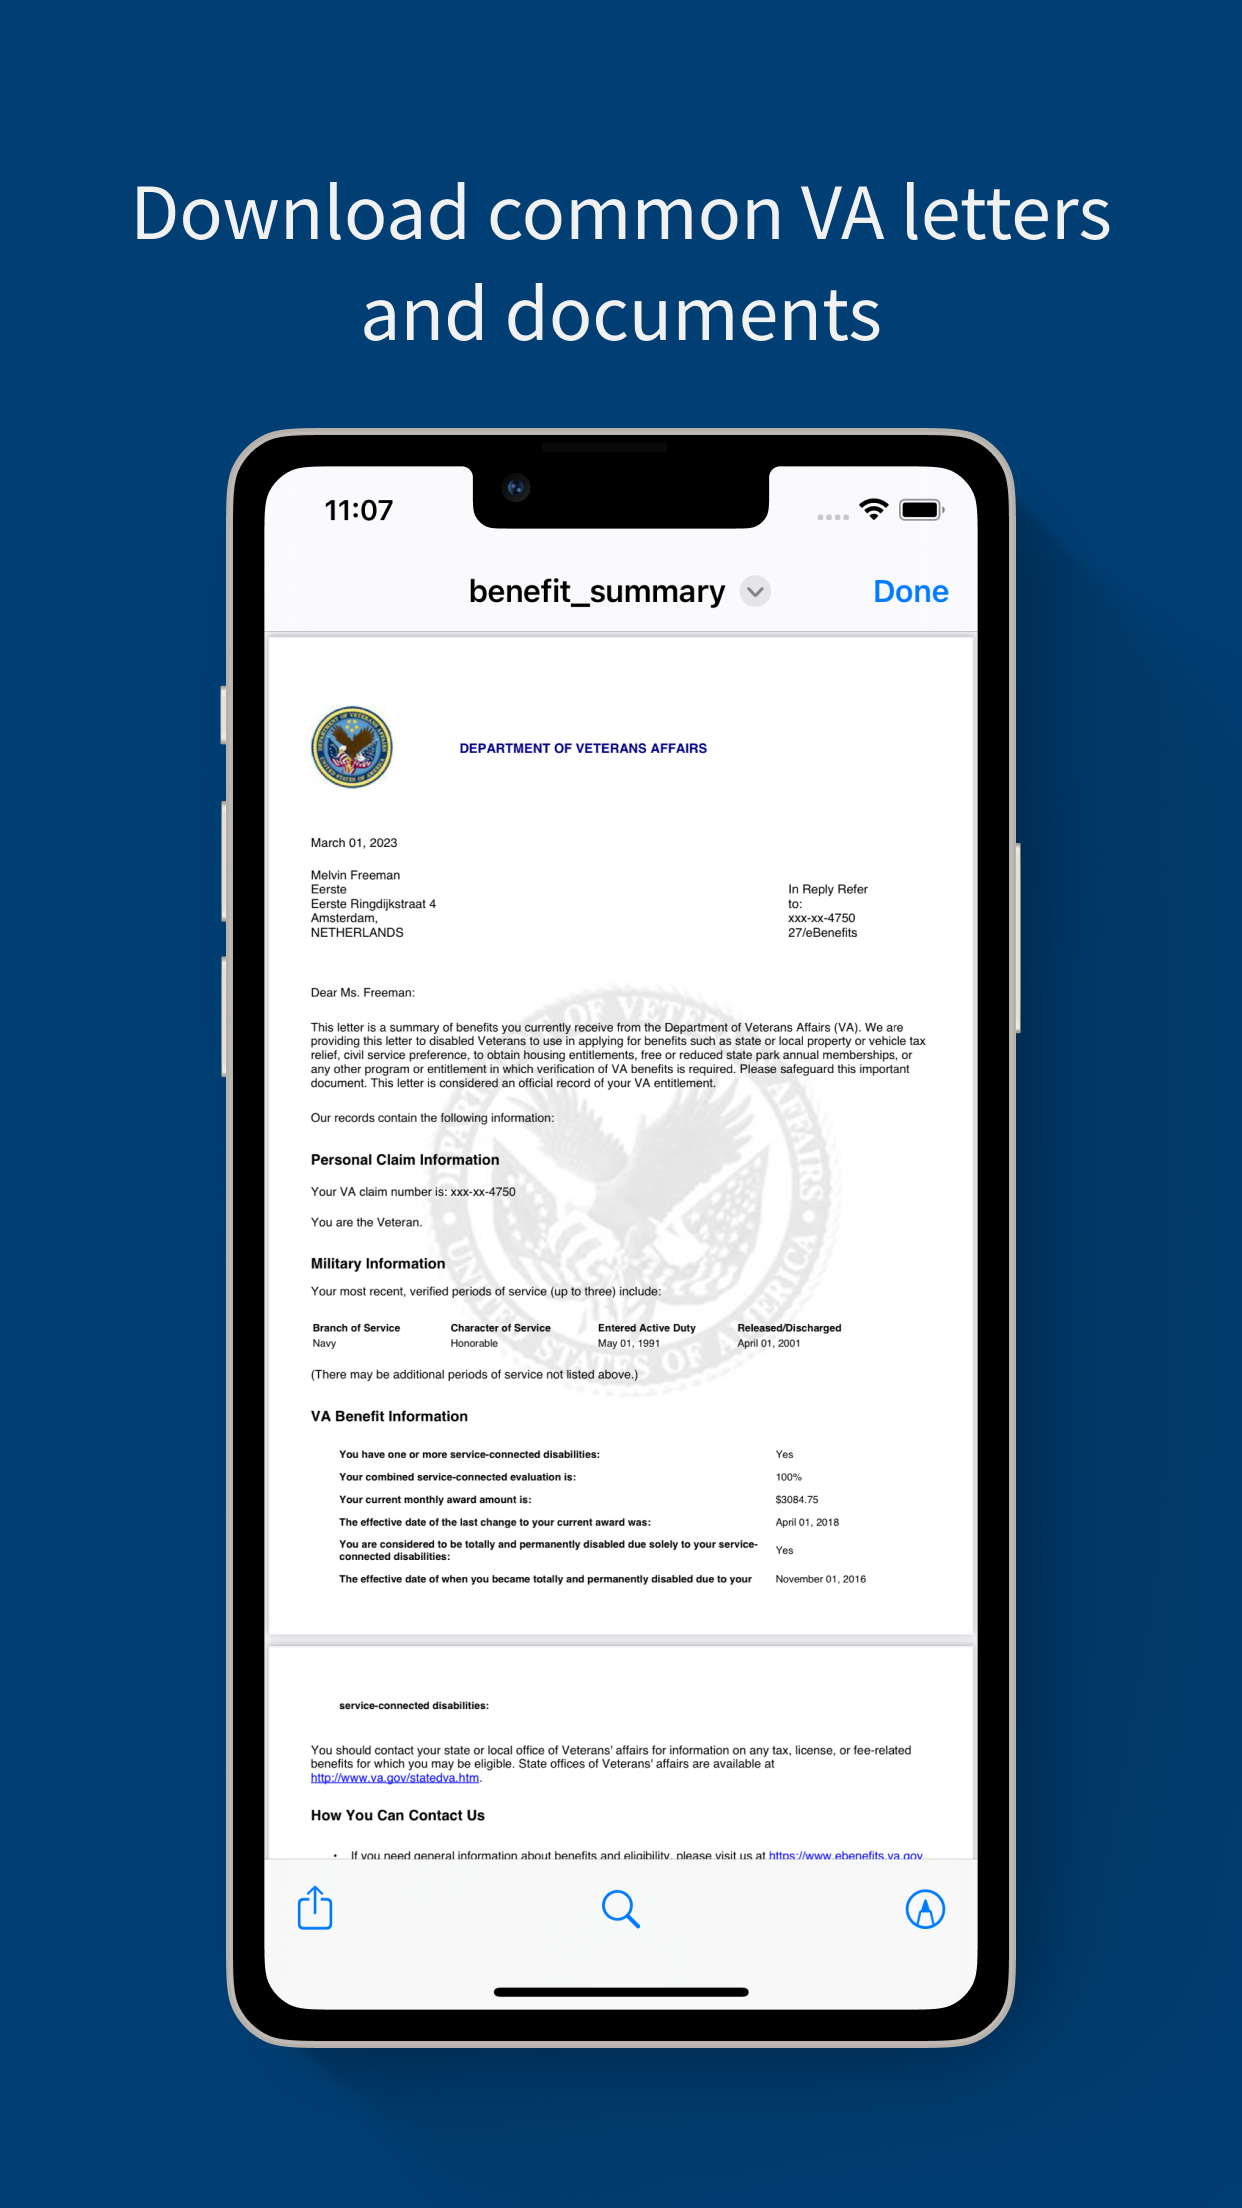 Download common VA letters
and documents
11:07
benefit_summary
Done
DEPARTMENT OF VETERANS AFFAIRS
March 01, 2023
Melvin Freeman
Eerste
Eerste Ringdijkstraat 4
Amsterdam,
NETHERLANDS
In Reply Refer
to:
xxx-xx-4750
27/eBenefits
Dear Ms. Freeman:
This letter is a summary of benefits you currently receive from the Department of Veterans Affairs (VA). We are
providing this letter to disabled Veterans to use in applying for benefits such as state or local property or vehicle tax
relief, civil service preference, to obtain housing entitlements, free or reduced state park annual memberships, or
any other program or entitlement in which verification of VA benefits is required. Please safeguard this important
document. This letter is considered an official record of your VA entitlement.
Our records contain the following information:
Personal Claim Information
Your VA claim number is: xxx-xx-4750
You are the Veteran.
Military Information
Your most recent, verified periods of service (up to three) include:
Branch of Service Character of Service Entered Active Duty Released/Discharged
Navy Honorable May 01, 1991 April 01, 2001
(There may be additional periods of service not listed above.)
VA Benefit Information
You have one or more service-connected disabilities: Yes
Your combined service-connected evaluation is: 100%
Your current monthly award amount is: $3084.75
The effective date of the last change to your current award was: April 01, 2018
You are considered to be totally and permanently disabled due solely to your service-
connected disabilities: Yes
The effective date of when you became totally and permanently disabled due to your November 01, 2016
service-connected disabilities:
You should contact your state or local office of Veterans' affairs for information on any tax, license, or fee-related
benefits for which you may be eligible. State offices of Veterans' affairs are available at
http://www.va.gov/statedva.htm.
How You Can Contact Us
• If you need general information about benefits and eligibility, please visit us at https://www.ebenefits.va.gov
DEPARTMENT OF VETERANS AFFAIRS
UNITED STATES OF AMERICA